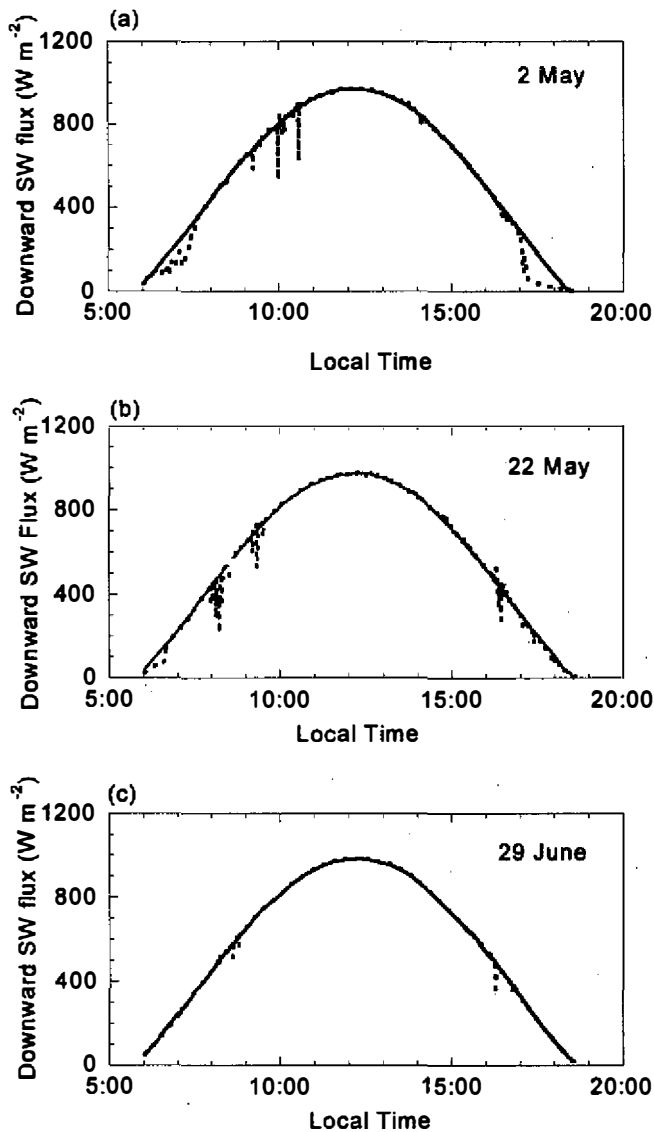 (a)
1200
2 May
800
400
0
5:00 10:00 15:00 20:00
Downward SW flux (W m⁻²)
Local Time
(b)
1200
22 May
800
400
0
5:00 10:00 15:00 20:00
Downward SW Flux (W m⁻²)
Local Time
(c)
1200
29 June
800
400
0
5:00 10:00 15:00 20:00
Downward SW flux (W m⁻²)
Local Time